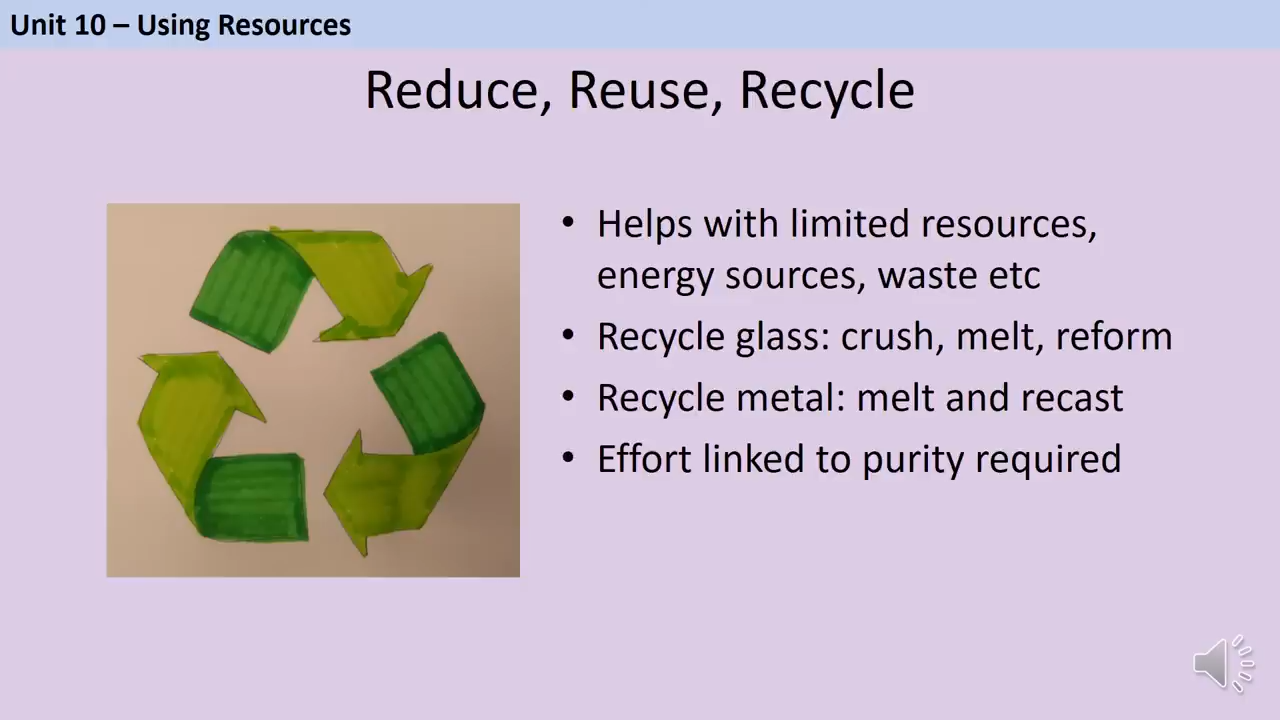 Unit 10 – Using Resources
Reduce, Reuse, Recycle
• Helps with limited resources,
energy sources, waste etc
• Recycle glass: crush, melt, reform
• Recycle metal: melt and recast
• Effort linked to purity required